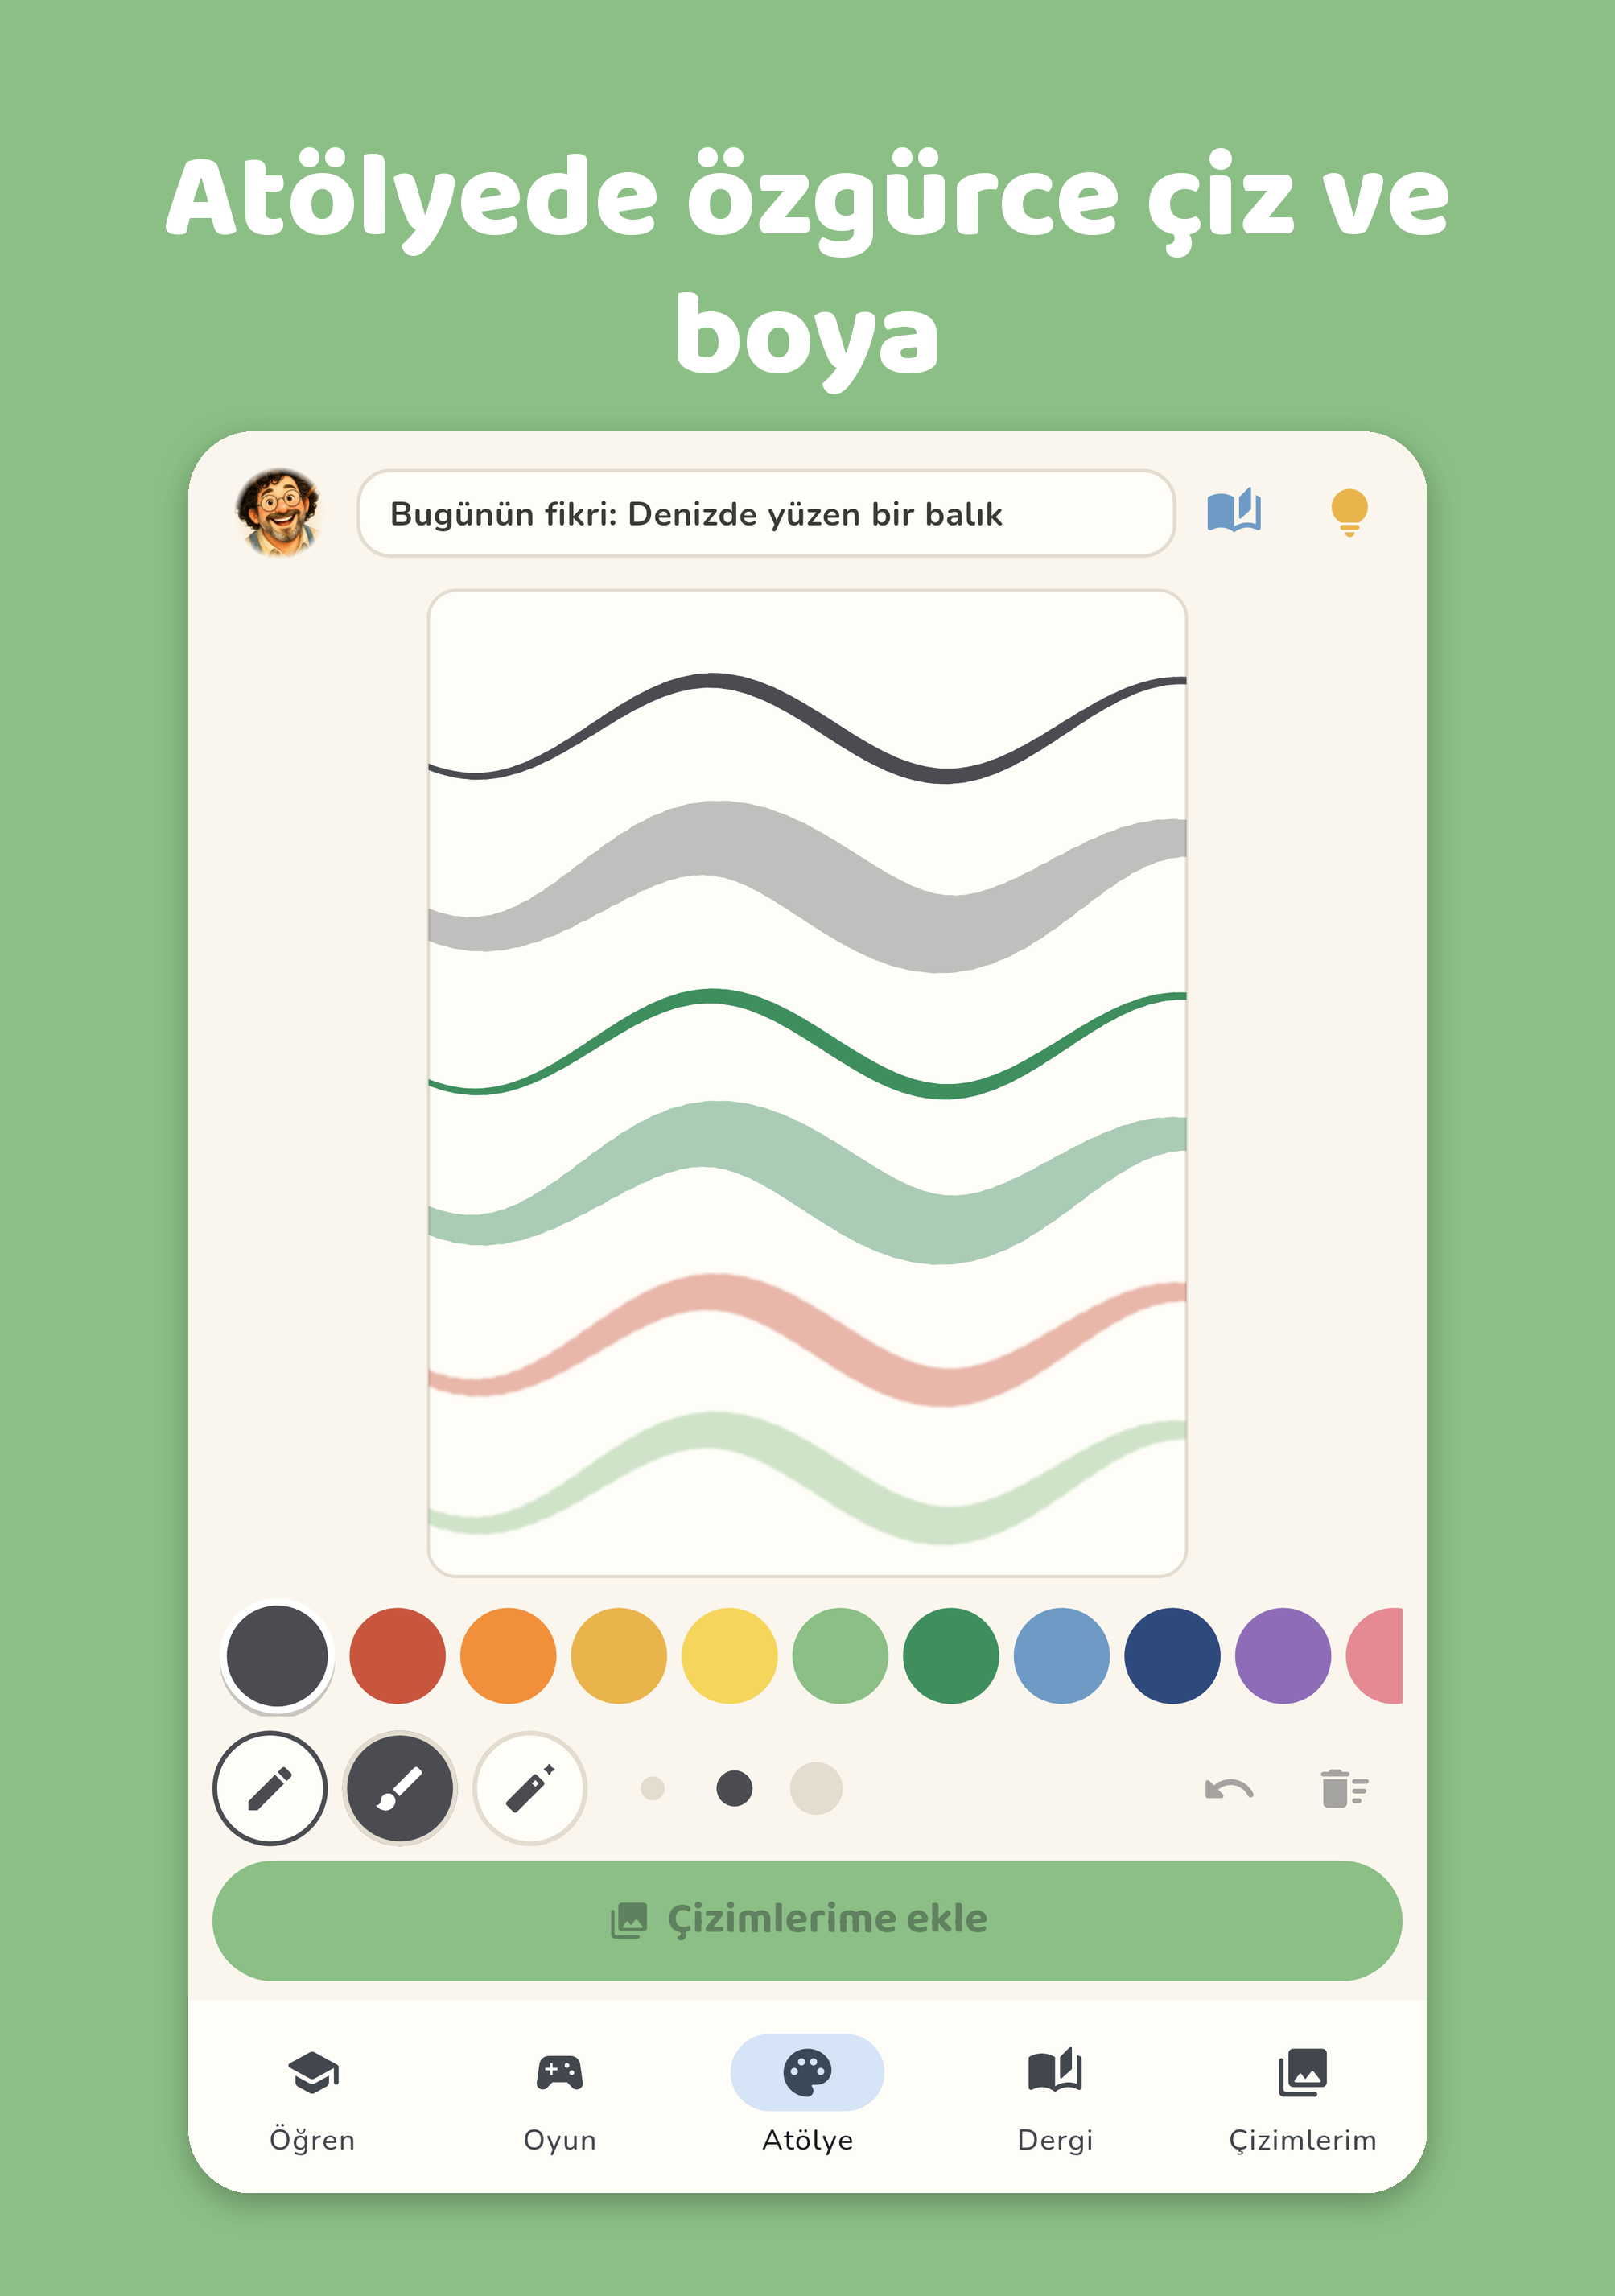 Atölyede özgürce çiz ve
boya
Bugünün fikri: Denizde yüzen bir balık
Çizimlerime ekle
Öğren
Oyun
Atölye
Dergi
Çizimlerim